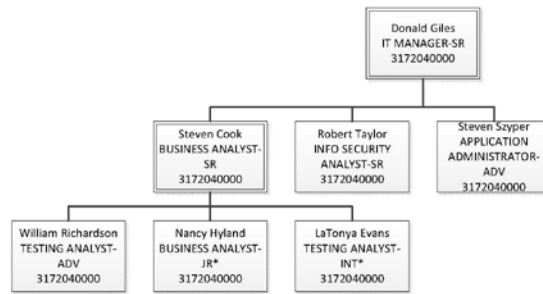 Donald Giles
IT MANAGER-SR
3172040000
Steven Cook
BUSINESS ANALYST-
SR
3172040000
Robert Taylor
INFO SECURITY
ANALYST-SR
3172040000
Steven Szyper
APPLICATION
ADMINISTRATOR-
ADV
3172040000
William Richardson
TESTING ANALYST-
ADV
3172040000
Nancy Hyland
BUSINESS ANALYST-
JR*
3172040000
LaTonya Evans
TESTING ANALYST-
INT*
3172040000